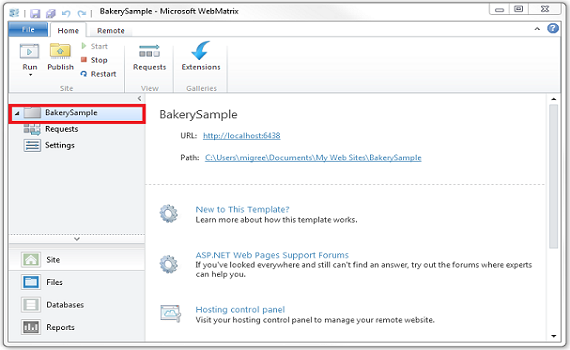 BakerySample - Microsoft WebMatrix
File Home Remote
Run Publish Start Stop Restart Requests Extensions
Site View Galleries
BakerySample
Requests
Settings
Site
Files
Databases
Reports
BakerySample
URL: http://localhost:6438
Path: C:\Users\migree\Documents\My Web Sites\BakerySample
New to This Template?
Learn more about how this template works.
ASP.NET Web Pages Support Forums
If you've looked everywhere and still can't find an answer, try out the forums where experts
can help you.
Hosting control panel
Visit your hosting control panel to manage your remote website.